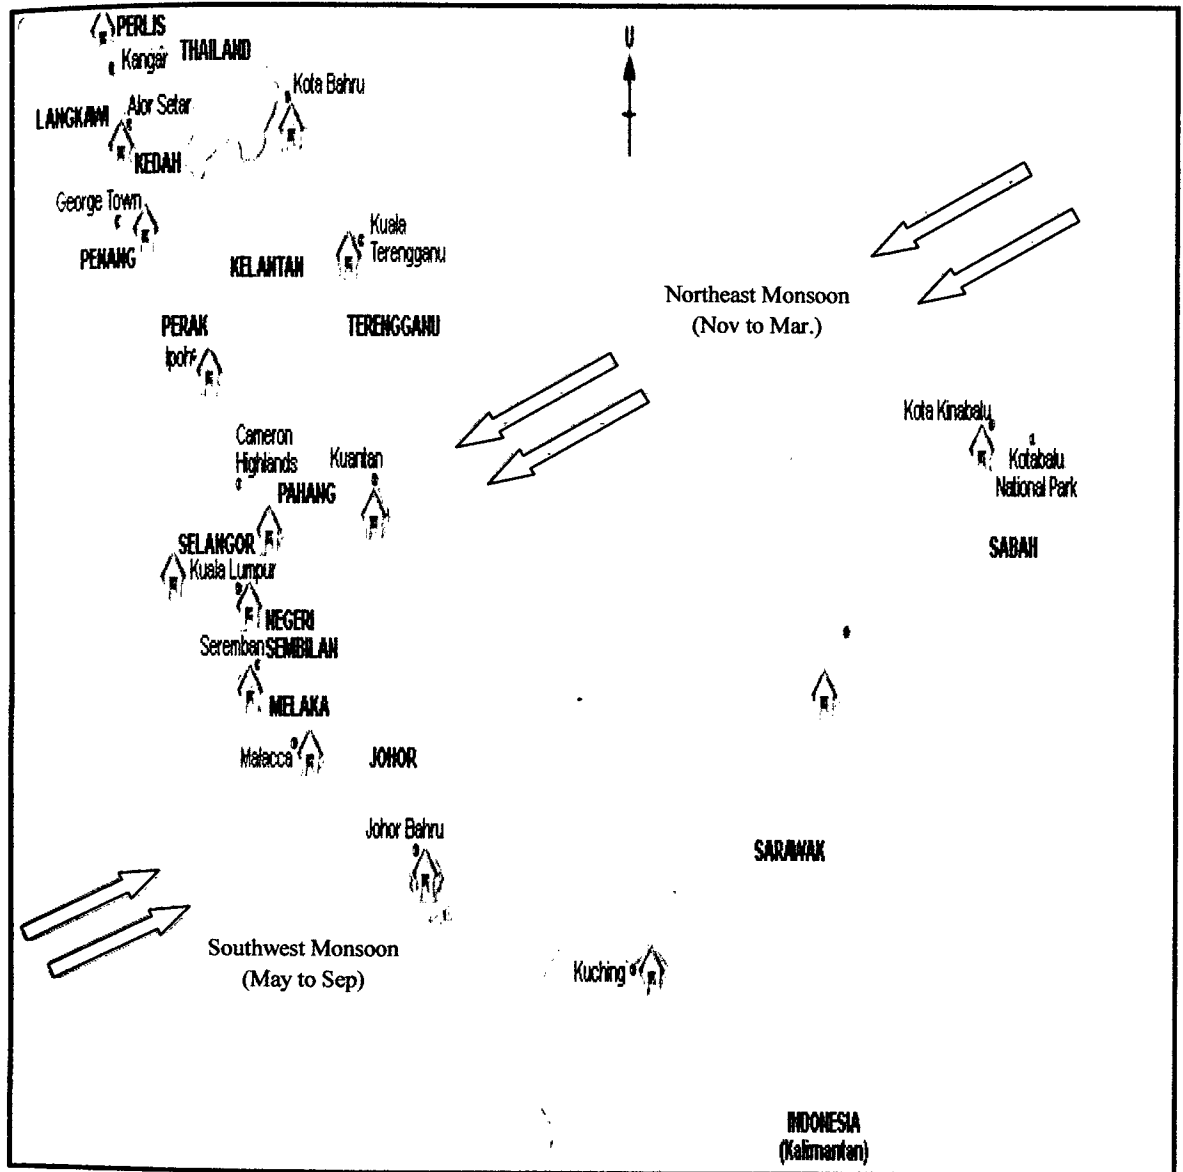 PERLIS
Kangar
THAILAND
U
Kota Bahru
Alor Setar
LANGKAWI
KEDAH
George Town
PENANG
KELANTAN
Kuala
Terengganu
Northeast Monsoon
(Nov to Mar.)
PERAK
TERENGGANU
Ipoh
Kota Kinabalu
Kotabalu
National Park
Cameron
Highlands
Kuantan
PAHANG
SELANGOR
SABAH
Kuala Lumpur
NEGERI
Seremban SEMBILAN
MELAKA
Malacca
JOHOR
Johor Bahru
SARAWAK
Southwest Monsoon
(May to Sep)
Kuching
INDONESIA
(Kalimantan)